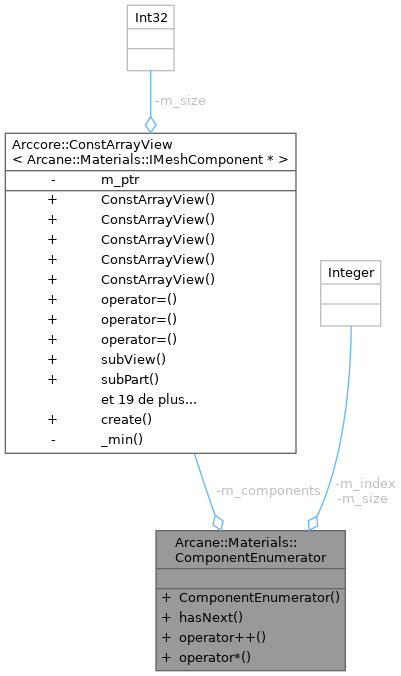 Int32
-m_size
Arccore::ConstArrayView
< Arcane::Materials::IMeshComponent * >
- m_ptr
+ ConstArrayView()
+ ConstArrayView()
+ ConstArrayView()
+ ConstArrayView()
+ ConstArrayView()
+ operator=()
+ operator=()
+ operator=()
+ subView()
+ subPart()
et 19 de plus...
+ create()
- _min()
Integer
-m_components
-m_index
-m_size
Arcane::Materials::
ComponentEnumerator
+ ComponentEnumerator()
+ hasNext()
+ operator++()
+ operator*()